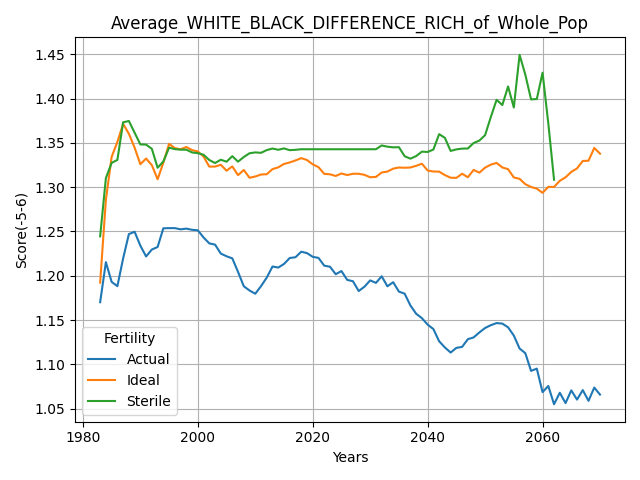 Average_WHITE_BLACK_DIFFERENCE_RICH_of_Whole_Pop
Score(-5-6)
1.45
1.40
1.35
1.30
1.25
1.20
1.15
1.10
1.05
Fertility
Actual
Ideal
Sterile
1980
2000
2020
2040
2060
Years